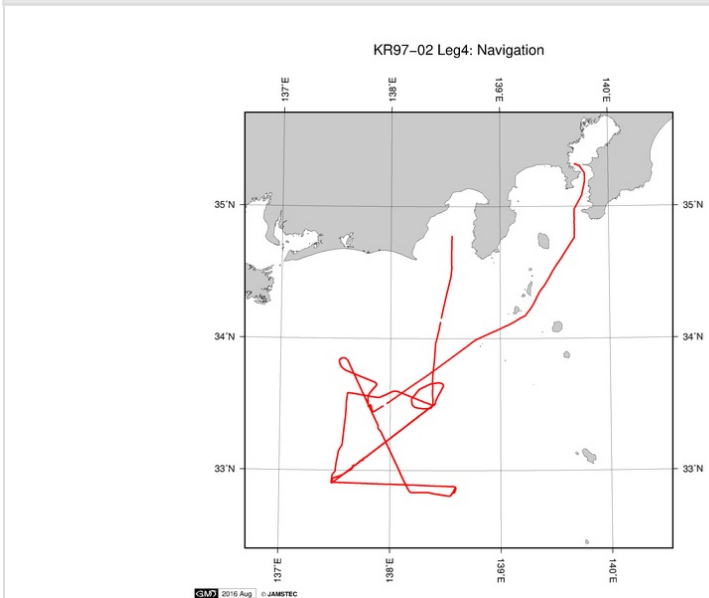 KR97–02 Leg4: Navigation
137˚E 138˚E 139˚E 140˚E
35˚N 35˚N
34˚N 34˚N
33˚N 33˚N
137˚E 138˚E 139˚E 140˚E
GMD 2016 Aug © JAMSTEC